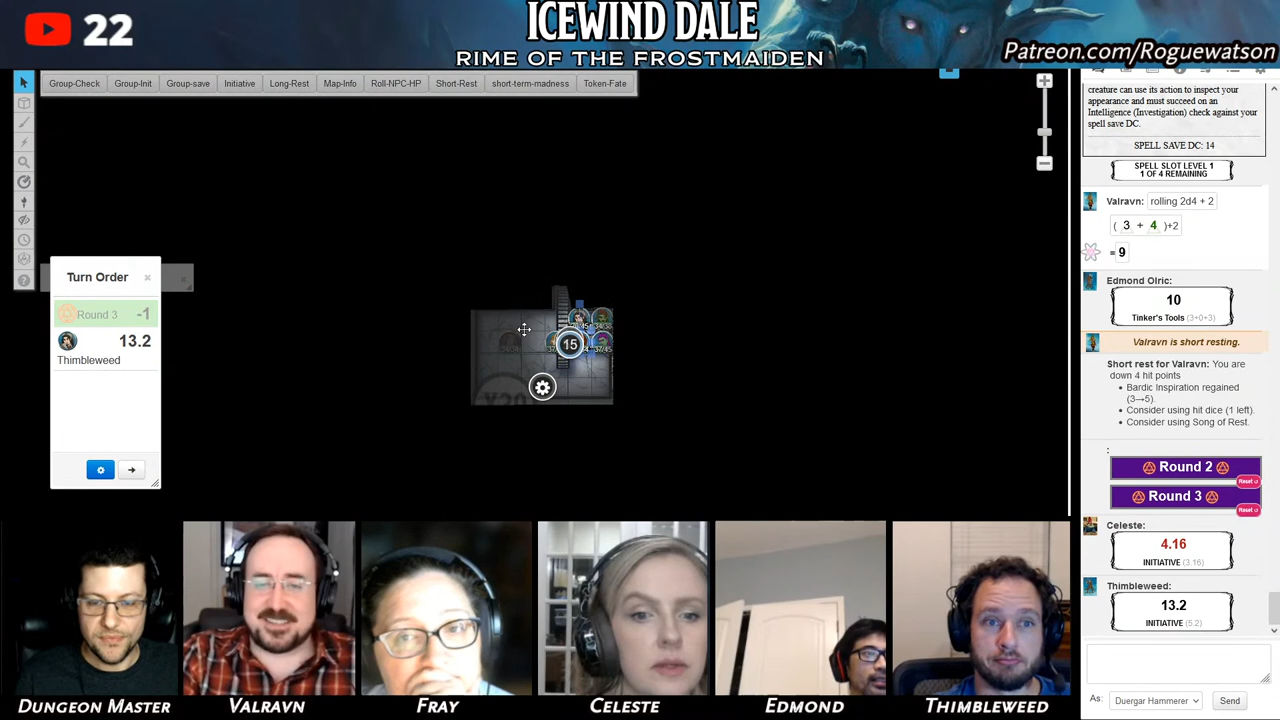 22
ICEWIND DALE
RIME OF THE FROSTMAIDEN
Patreon.com/Roguewatson
Group-Check Group-Init Group-save Initiative Long-Rest Map-Info Roll-NPC-HP Short-Rest short-term-madness Token-Fate
Turn Order ×
Round 3 -1
13.2
Thimbleweed
15
creature can use its action to inspect your
appearance and must succeed on an
Intelligence (Investigation) check against your
spell save DC.
SPELL SAVE DC: 14
SPELL SLOT LEVEL 1
1 OF 4 REMAINING
Valravn: rolling 2d4 + 2
( 3 + 4 )+2
= 9
Edmond Olric:
10
Tinker's Tools (3+0+3)
Valravn is short resting.
Short rest for Valravn: You are
down 4 hit points
• Bardic Inspiration regained
(3→5).
• Consider using hit dice (1 left).
• Consider using Song of Rest.
:
Round 2
Reset
Round 3
Reset
Celeste:
4.16
INITIATIVE (3.16)
Thimbleweed:
13.2
INITIATIVE (5.2)
As: Duergar Hammerer Send
DUNGEON MASTER
VALRAVN
FRAY
CELESTE
EDMOND
THIMBLEWEED